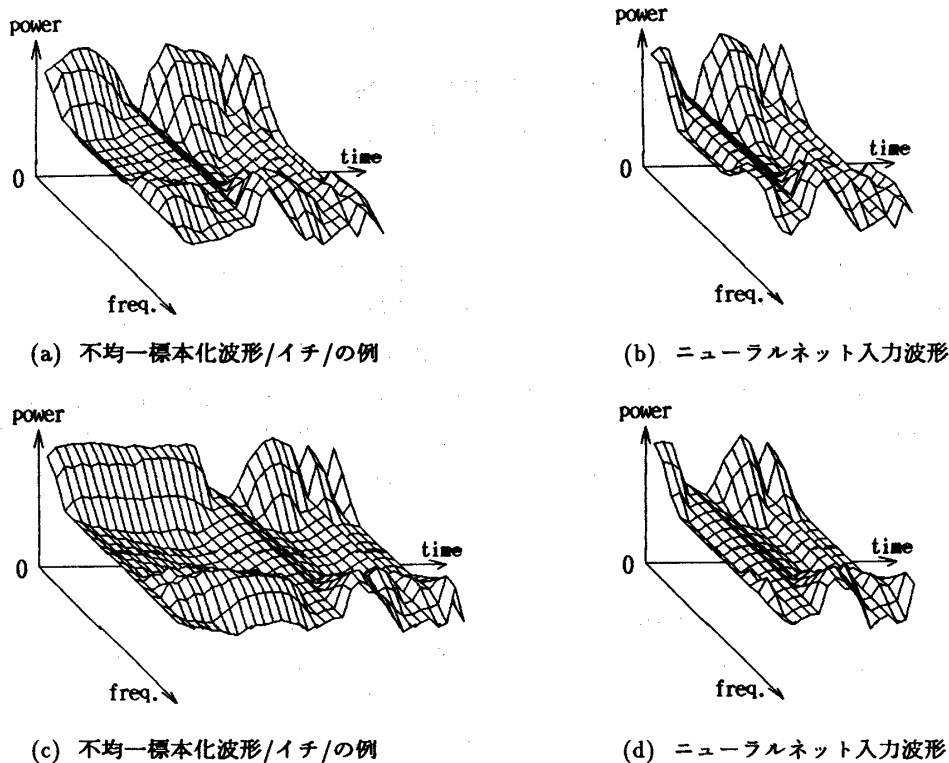 power
0
time
freq.
(a) 不均一標本化波形/イチ/の例
power
0
time
freq.
(b) ニューラルネット入力波形
power
0
time
freq.
(c) 不均一標本化波形/イチ/の例
power
0
time
freq.
(d) ニューラルネット入力波形